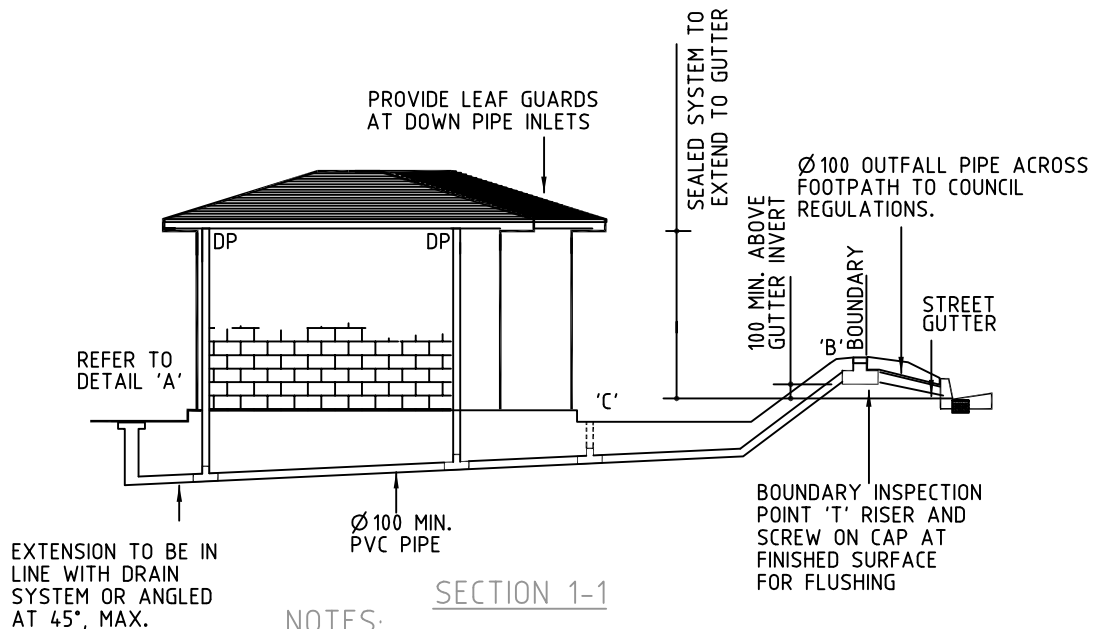 PROVIDE LEAF GUARDS
AT DOWN PIPE INLETS
SEALED SYSTEM TO
EXTEND TO GUTTER
Ø100 OUTFALL PIPE ACROSS
FOOTPATH TO COUNCIL
REGULATIONS.
DP
DP
100 MIN. ABOVE
GUTTER INVERT
BOUNDARY
'B'
STREET
GUTTER
REFER TO
DETAIL 'A'
'C'
EXTENSION TO BE IN
LINE WITH DRAIN
SYSTEM OR ANGLED
AT 45°, MAX.
Ø100 MIN.
PVC PIPE
BOUNDARY INSPECTION
POINT 'T' RISER AND
SCREW ON CAP AT
FINISHED SURFACE
FOR FLUSHING
SECTION 1-1
NOTES: